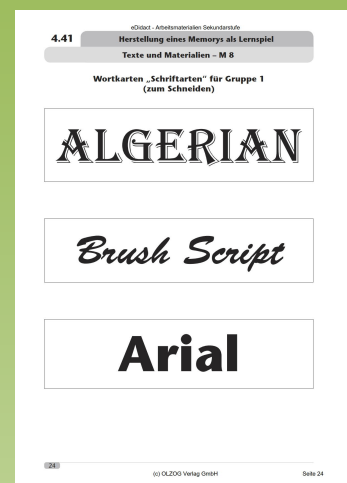 eDidact - Arbeitsmaterialien Sekundarstufe
4.41 Herstellung eines Memorys als Lernspiel
Texte und Materialien – M 8
Wortkarten „Schriftarten“ für Gruppe 1
(zum Schneiden)
ALGERIAN
Brush Script
Arial
24
(c) OLZOG Verlag GmbH Seite 24